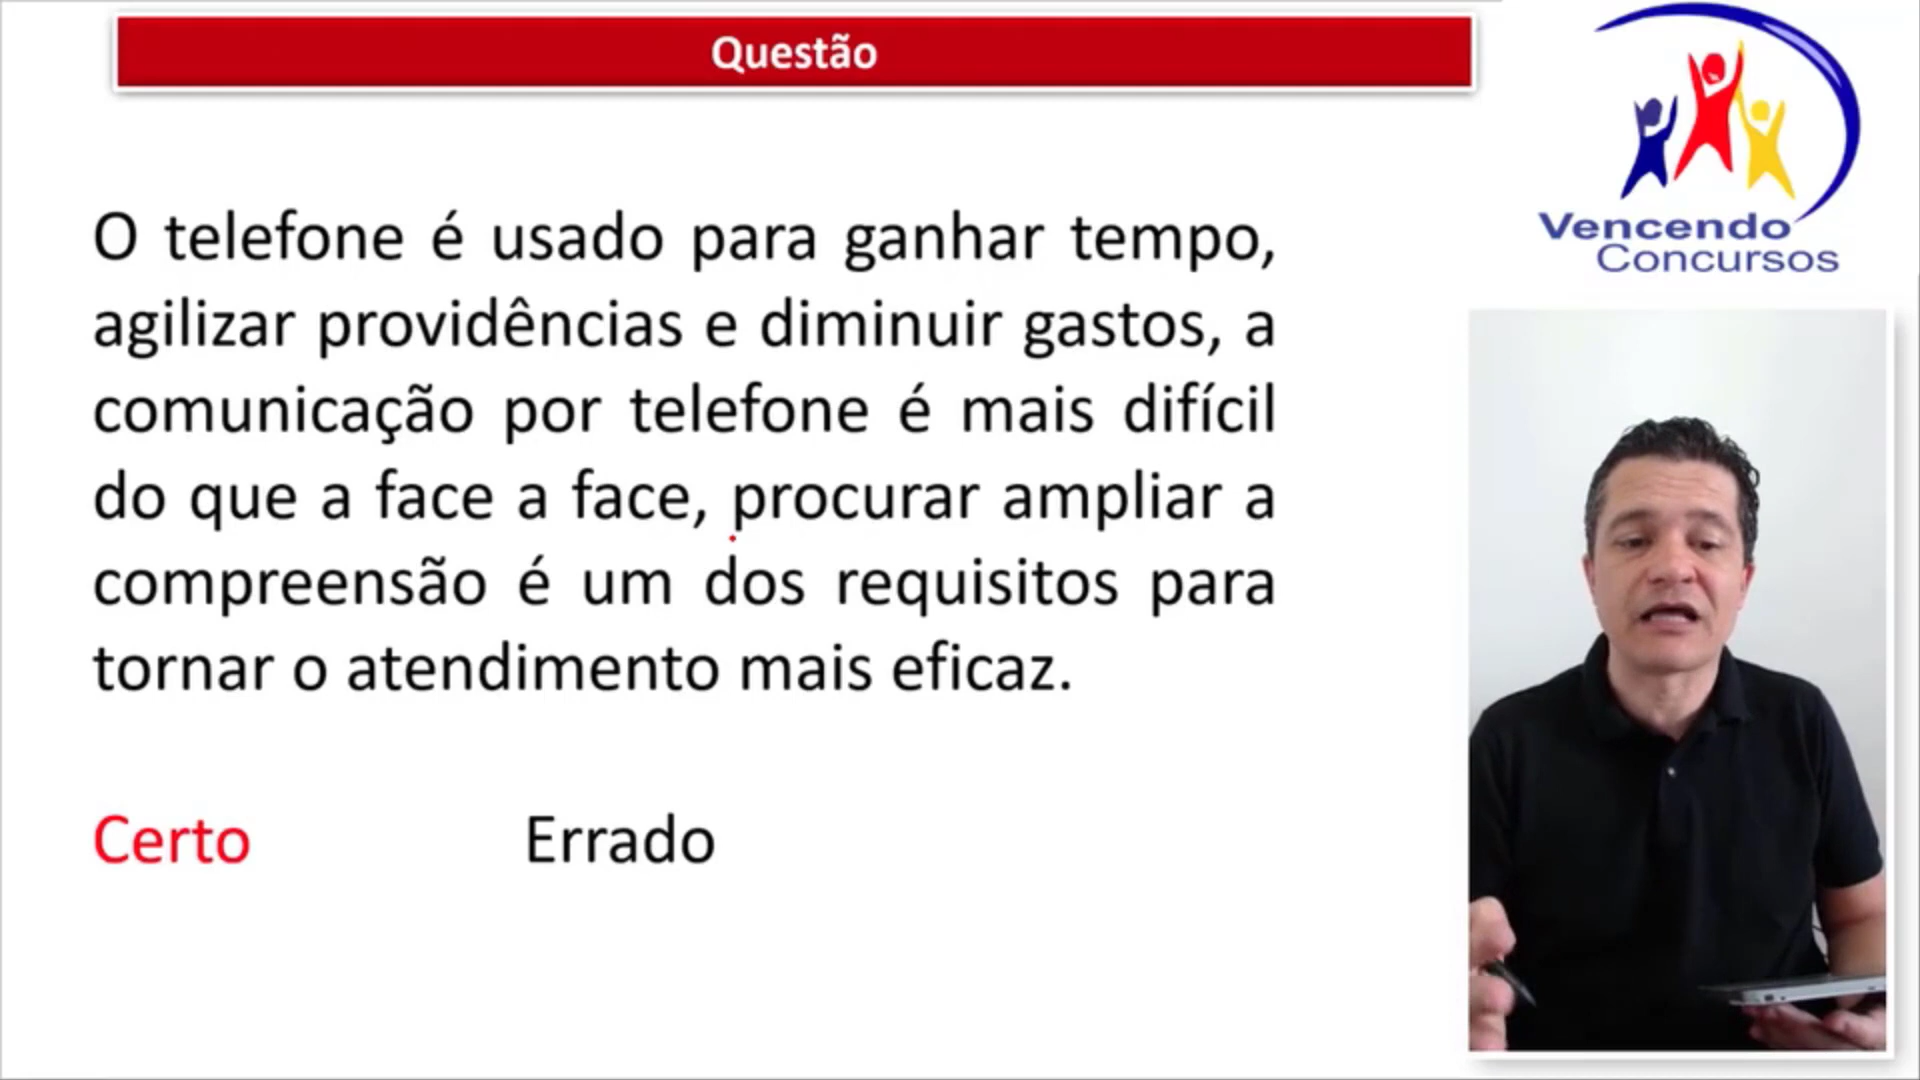 Questão
Vencendo
Concursos
O telefone é usado para ganhar tempo,
agilizar providências e diminuir gastos, a
comunicação por telefone é mais difícil
do que a face a face, procurar ampliar a
compreensão é um dos requisitos para
tornar o atendimento mais eficaz.
Certo Errado